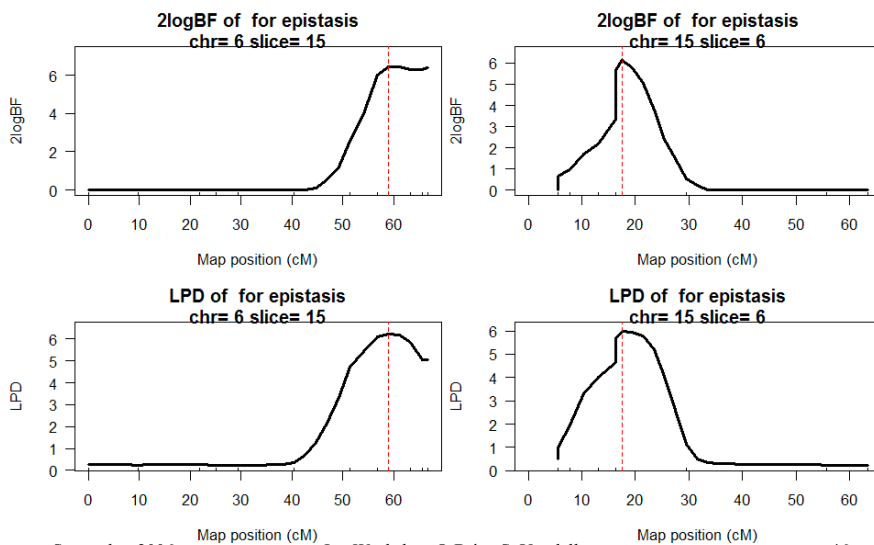 2logBF of for epistasis
chr= 6 slice= 15
2logBF
6
4
2
0
0 10 20 30 40 50 60
Map position (cM)
2logBF of for epistasis
chr= 15 slice= 6
2logBF
6
5
4
3
2
1
0
0 10 20 30 40 50 60
Map position (cM)
LPD of for epistasis
chr= 6 slice= 15
LPD
6
5
4
3
2
1
0
0 10 20 30 40 50 60
Map position (cM)
LPD of for epistasis
chr= 15 slice= 6
LPD
6
5
4
3
2
1
0
0 10 20 30 40 50 60
Map position (cM)